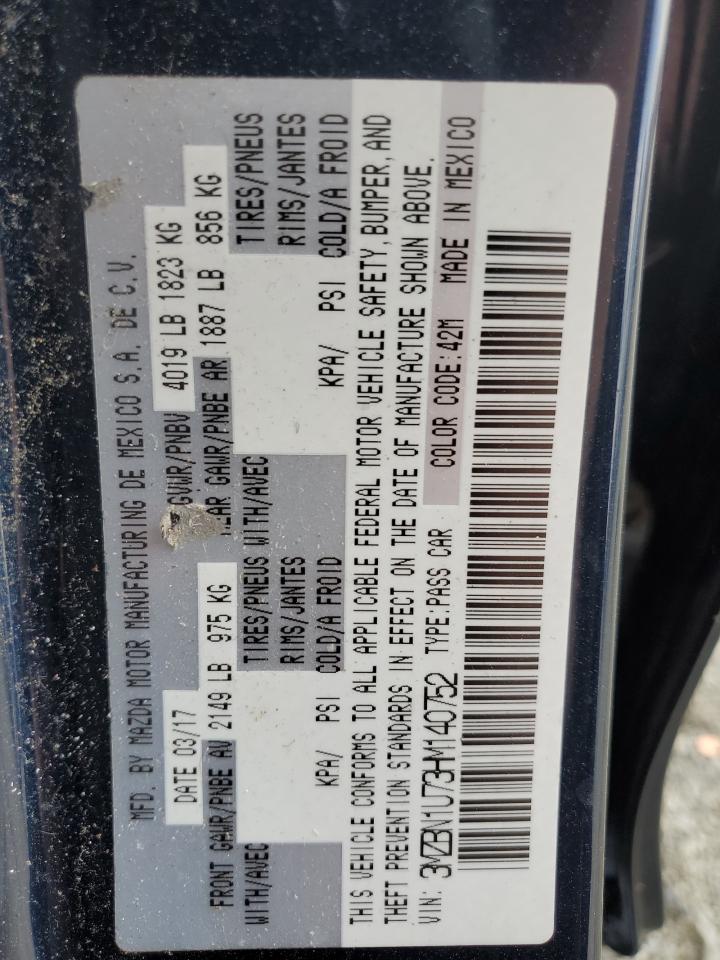 MFD. BY MAZDA MOTOR MANUFACTURING DE MEXICO S.A. DE C.V.
DATE 03/17 GVWR/PNBV 4019 LB 1823 KG
FRONT GAWR/PNBE AV 2149 LB 975 KG REAR GAWR/PNBE AR 1887 LB 856 KG
WITH/AVEC TIRES/PNEUS WITH/AVEC TIRES/PNEUS
RIMS/JANTES RIMS/JANTES
KPA/ PSI COLD/A FROID KPA/ PSI COLD/A FROID
THIS VEHICLE CONFORMS TO ALL APPLICABLE FEDERAL MOTOR VEHICLE SAFETY, BUMPER, AND
THEFT PREVENTION STANDARDS IN EFFECT ON THE DATE OF MANUFACTURE SHOWN ABOVE.
VIN: 3MZBN1U73HM140752 TYPE:PASS CAR COLOR CODE:42M MADE IN MEXICO